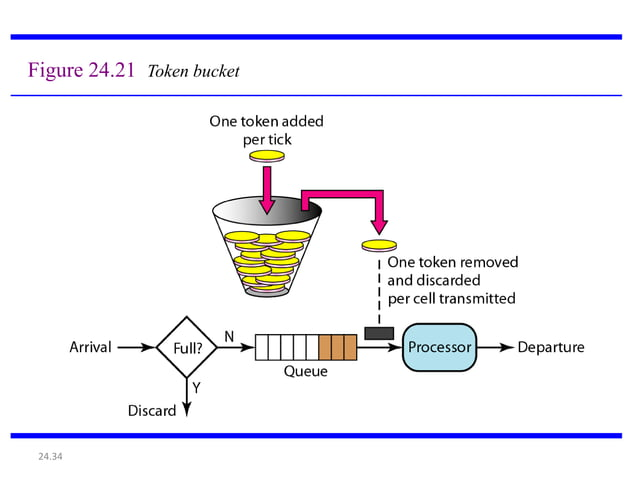 Figure 24.21 Token bucket
One token added
per tick
One token removed
and discarded
per cell transmitted
Arrival
Full?
N
Queue
Processor
Departure
Y
Discard
24.34